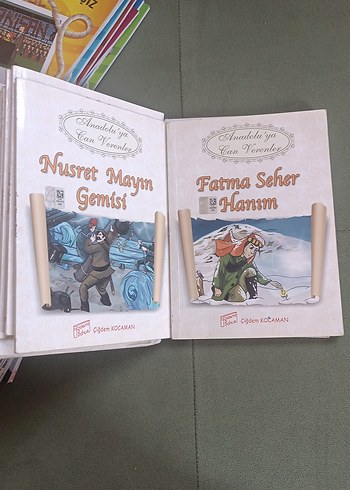 Anadolu'ya
Can Verenler
Nusret Mayın
Gemisi
Çiğdem KOCAMAN
Anadolu'ya
Can Verenler
Fatma Seher
Hanım
Çiğdem KOCAMAN